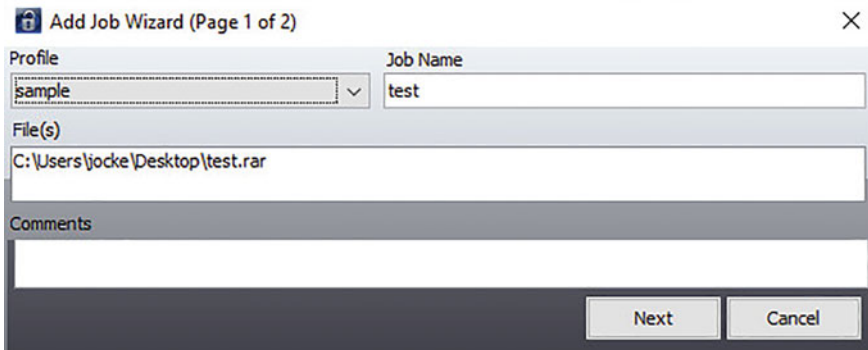 Add Job Wizard (Page 1 of 2)
Profile
Job Name
sample
test
File(s)
C:\Users\jocke\Desktop\test.rar
Comments
Next
Cancel